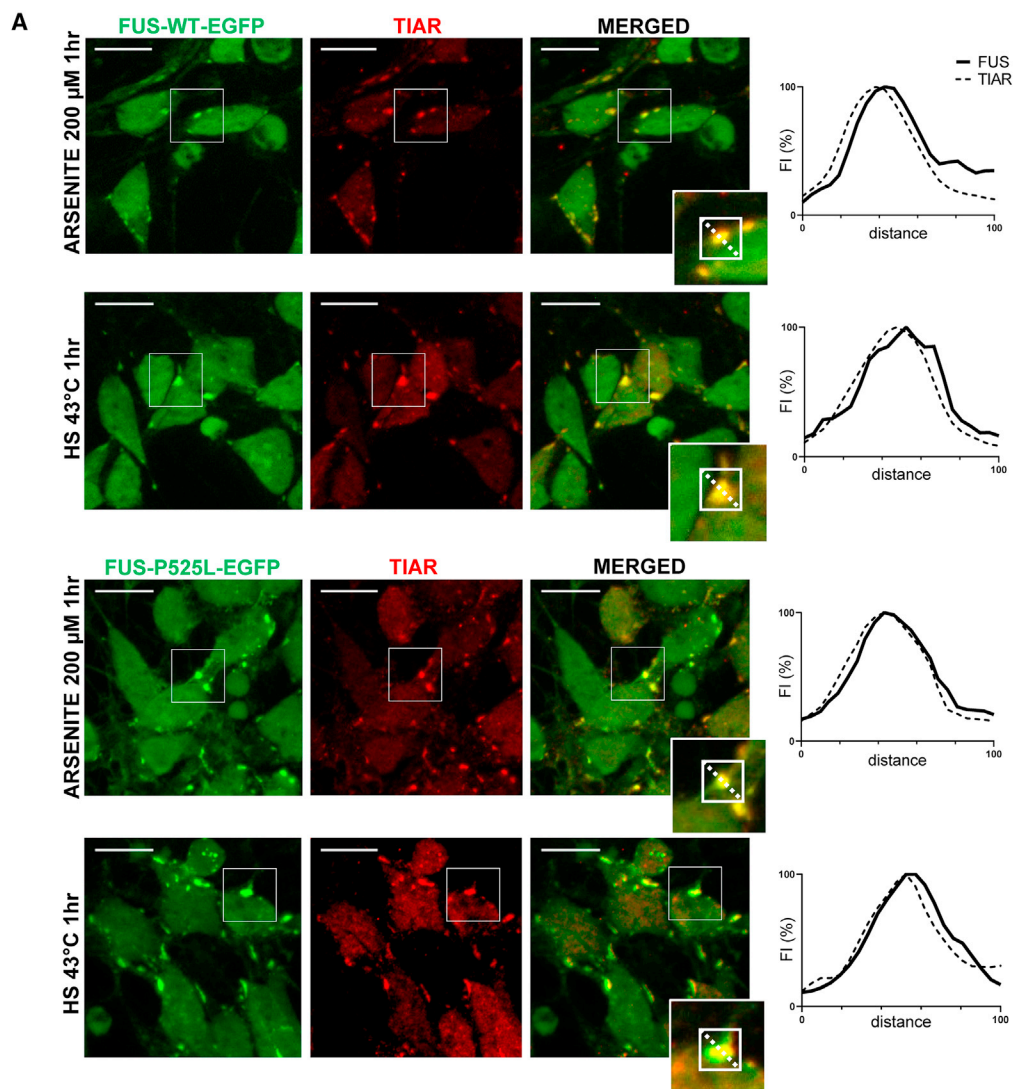 A
FUS-WT-EGFP TIAR MERGED
ARSENITE 200 µM 1hr
FUS
TIAR
100
FI (%)
0
0 100
distance
HS 43°C 1hr
100
FI (%)
0
0 100
distance
FUS-P525L-EGFP TIAR MERGED
ARSENITE 200 µM 1hr
100
FI (%)
0
0 100
distance
HS 43°C 1hr
100
FI (%)
0
0 100
distance